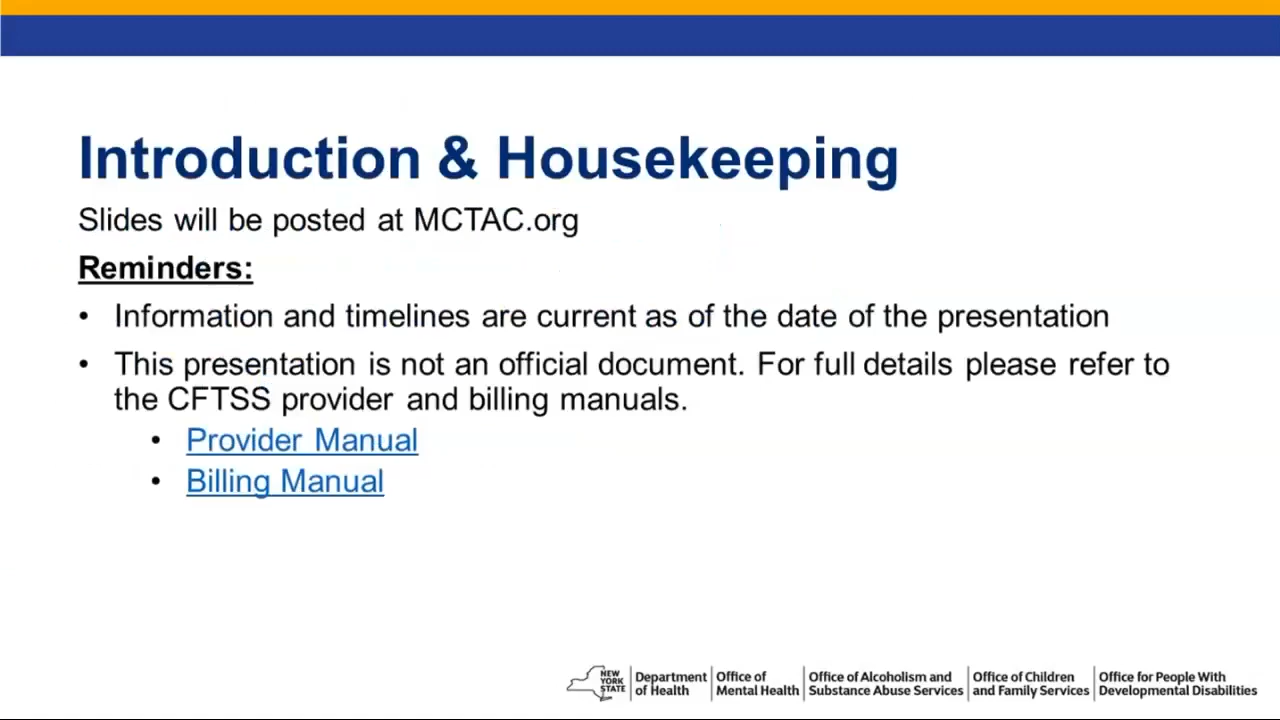 Introduction & Housekeeping
Slides will be posted at MCTAC.org
Reminders:
• Information and timelines are current as of the date of the presentation
• This presentation is not an official document. For full details please refer to
the CFTSS provider and billing manuals.
• Provider Manual
• Billing Manual
NEW YORK STATE
Department of Health
Office of Mental Health
Office of Alcoholism and Substance Abuse Services
Office of Children and Family Services
Office for People With Developmental Disabilities